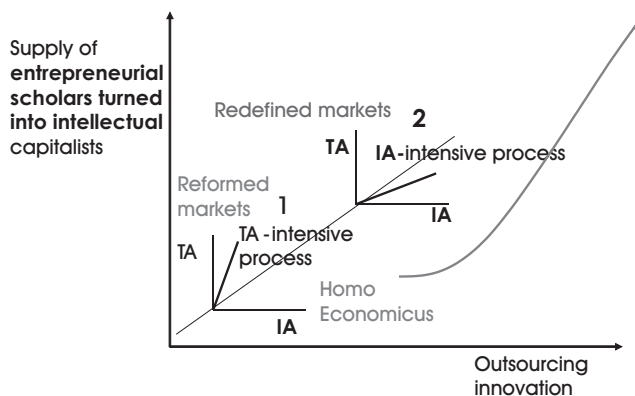 Supply of
entrepreneurial
scholars turned
into intellectual
capitalists
Redefined markets
2
TA
IA-intensive process
IA
Reformed
markets
1
TA
TA -intensive
process
IA
Homo
Economicus
Outsourcing
innovation